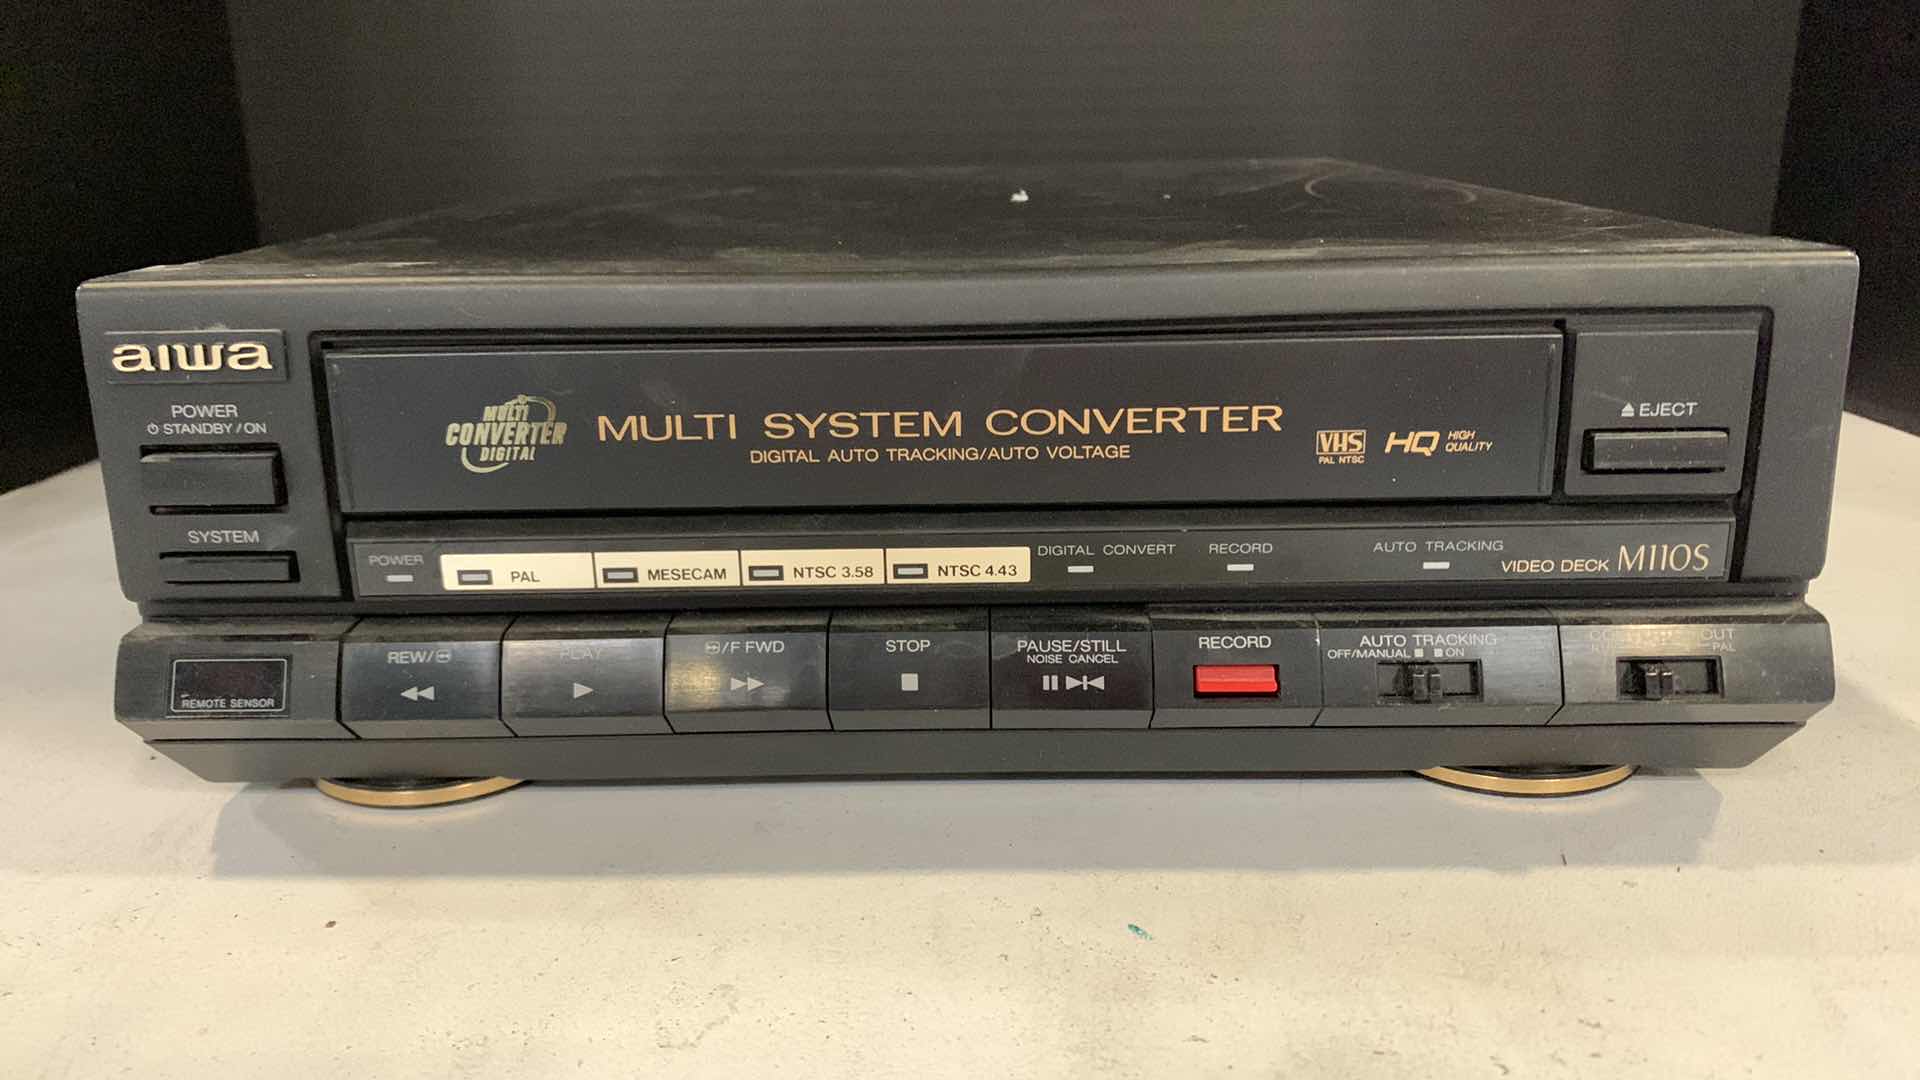 aiwa
POWER
STANDBY / ON
SYSTEM
MULTI
CONVERTER
DIGITAL
MULTI SYSTEM CONVERTER
DIGITAL AUTO TRACKING/AUTO VOLTAGE
VHS
PAL NTSC
HQ HIGH
QUALITY
EJECT
POWER
PAL
MESECAM
NTSC 3.58
NTSC 4.43
DIGITAL CONVERT
RECORD
AUTO TRACKING
VIDEO DECK M110S
REMOTE SENSOR
REW/
PLAY
/F FWD
STOP
PAUSE/STILL
NOISE CANCEL
RECORD
AUTO TRACKING
OFF/MANUAL ON
OUT
PAL